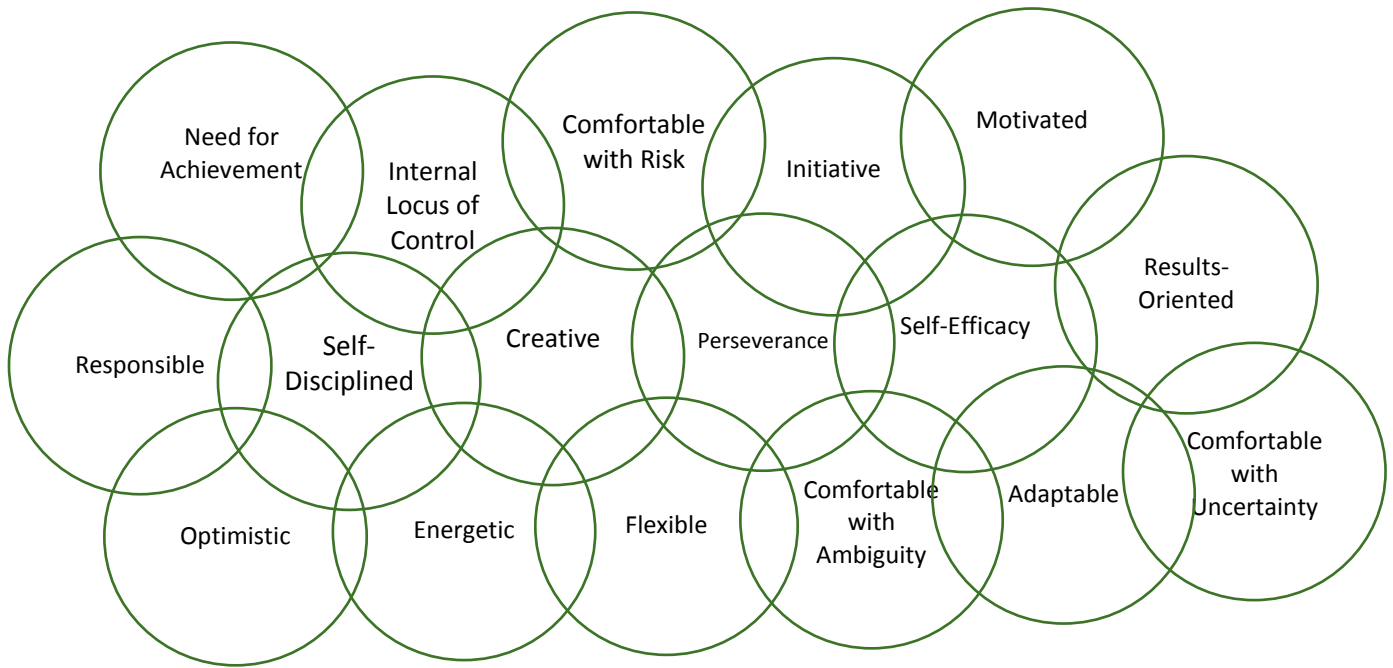 Need for
Achievement
Internal
Locus of
Control
Comfortable
with Risk
Initiative
Motivated
Results-
Oriented
Responsible
Self-
Disciplined
Creative
Perseverance
Self-Efficacy
Optimistic
Energetic
Flexible
Comfortable
with
Ambiguity
Adaptable
Comfortable
with
Uncertainty